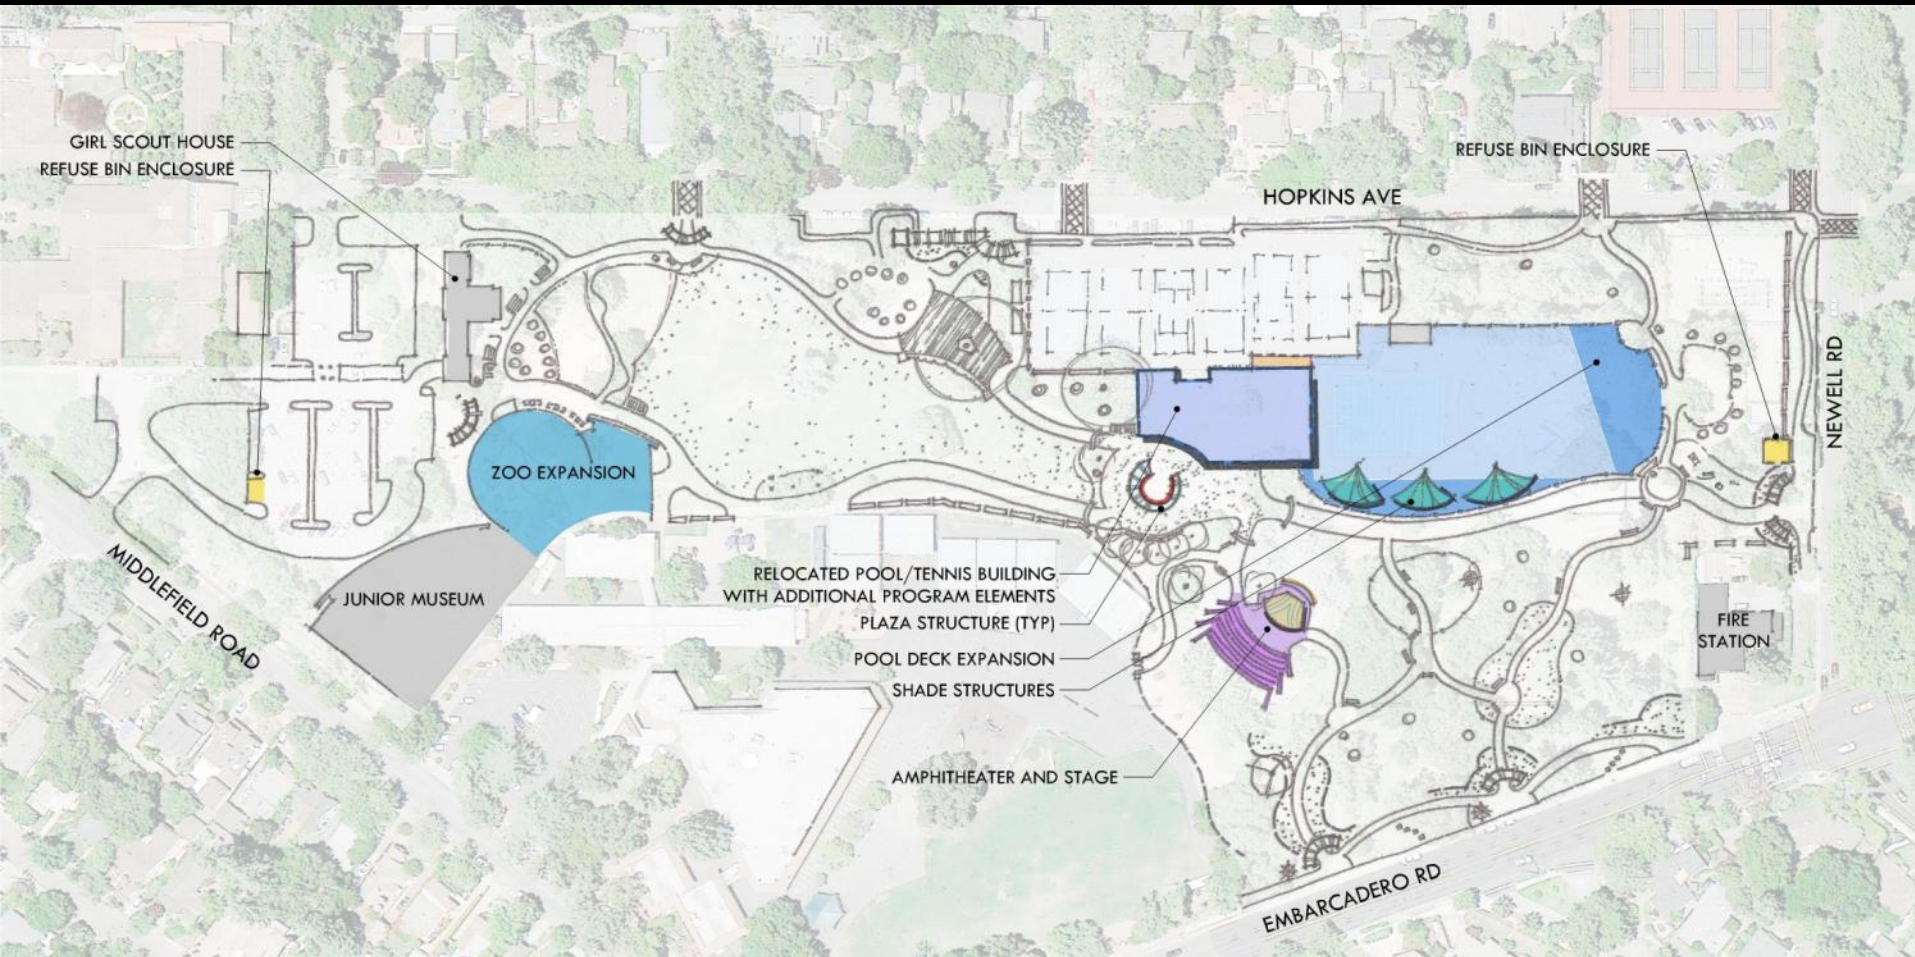 GIRL SCOUT HOUSE
REFUSE BIN ENCLOSURE
REFUSE BIN ENCLOSURE
HOPKINS AVE
NEWELL RD
ZOO EXPANSION
JUNIOR MUSEUM
MIDDLEFIELD ROAD
RELOCATED POOL/TENNIS BUILDING
WITH ADDITIONAL PROGRAM ELEMENTS
PLAZA STRUCTURE (TYP)
POOL DECK EXPANSION
SHADE STRUCTURES
AMPHITHEATER AND STAGE
FIRE
STATION
EMBARCADERO RD